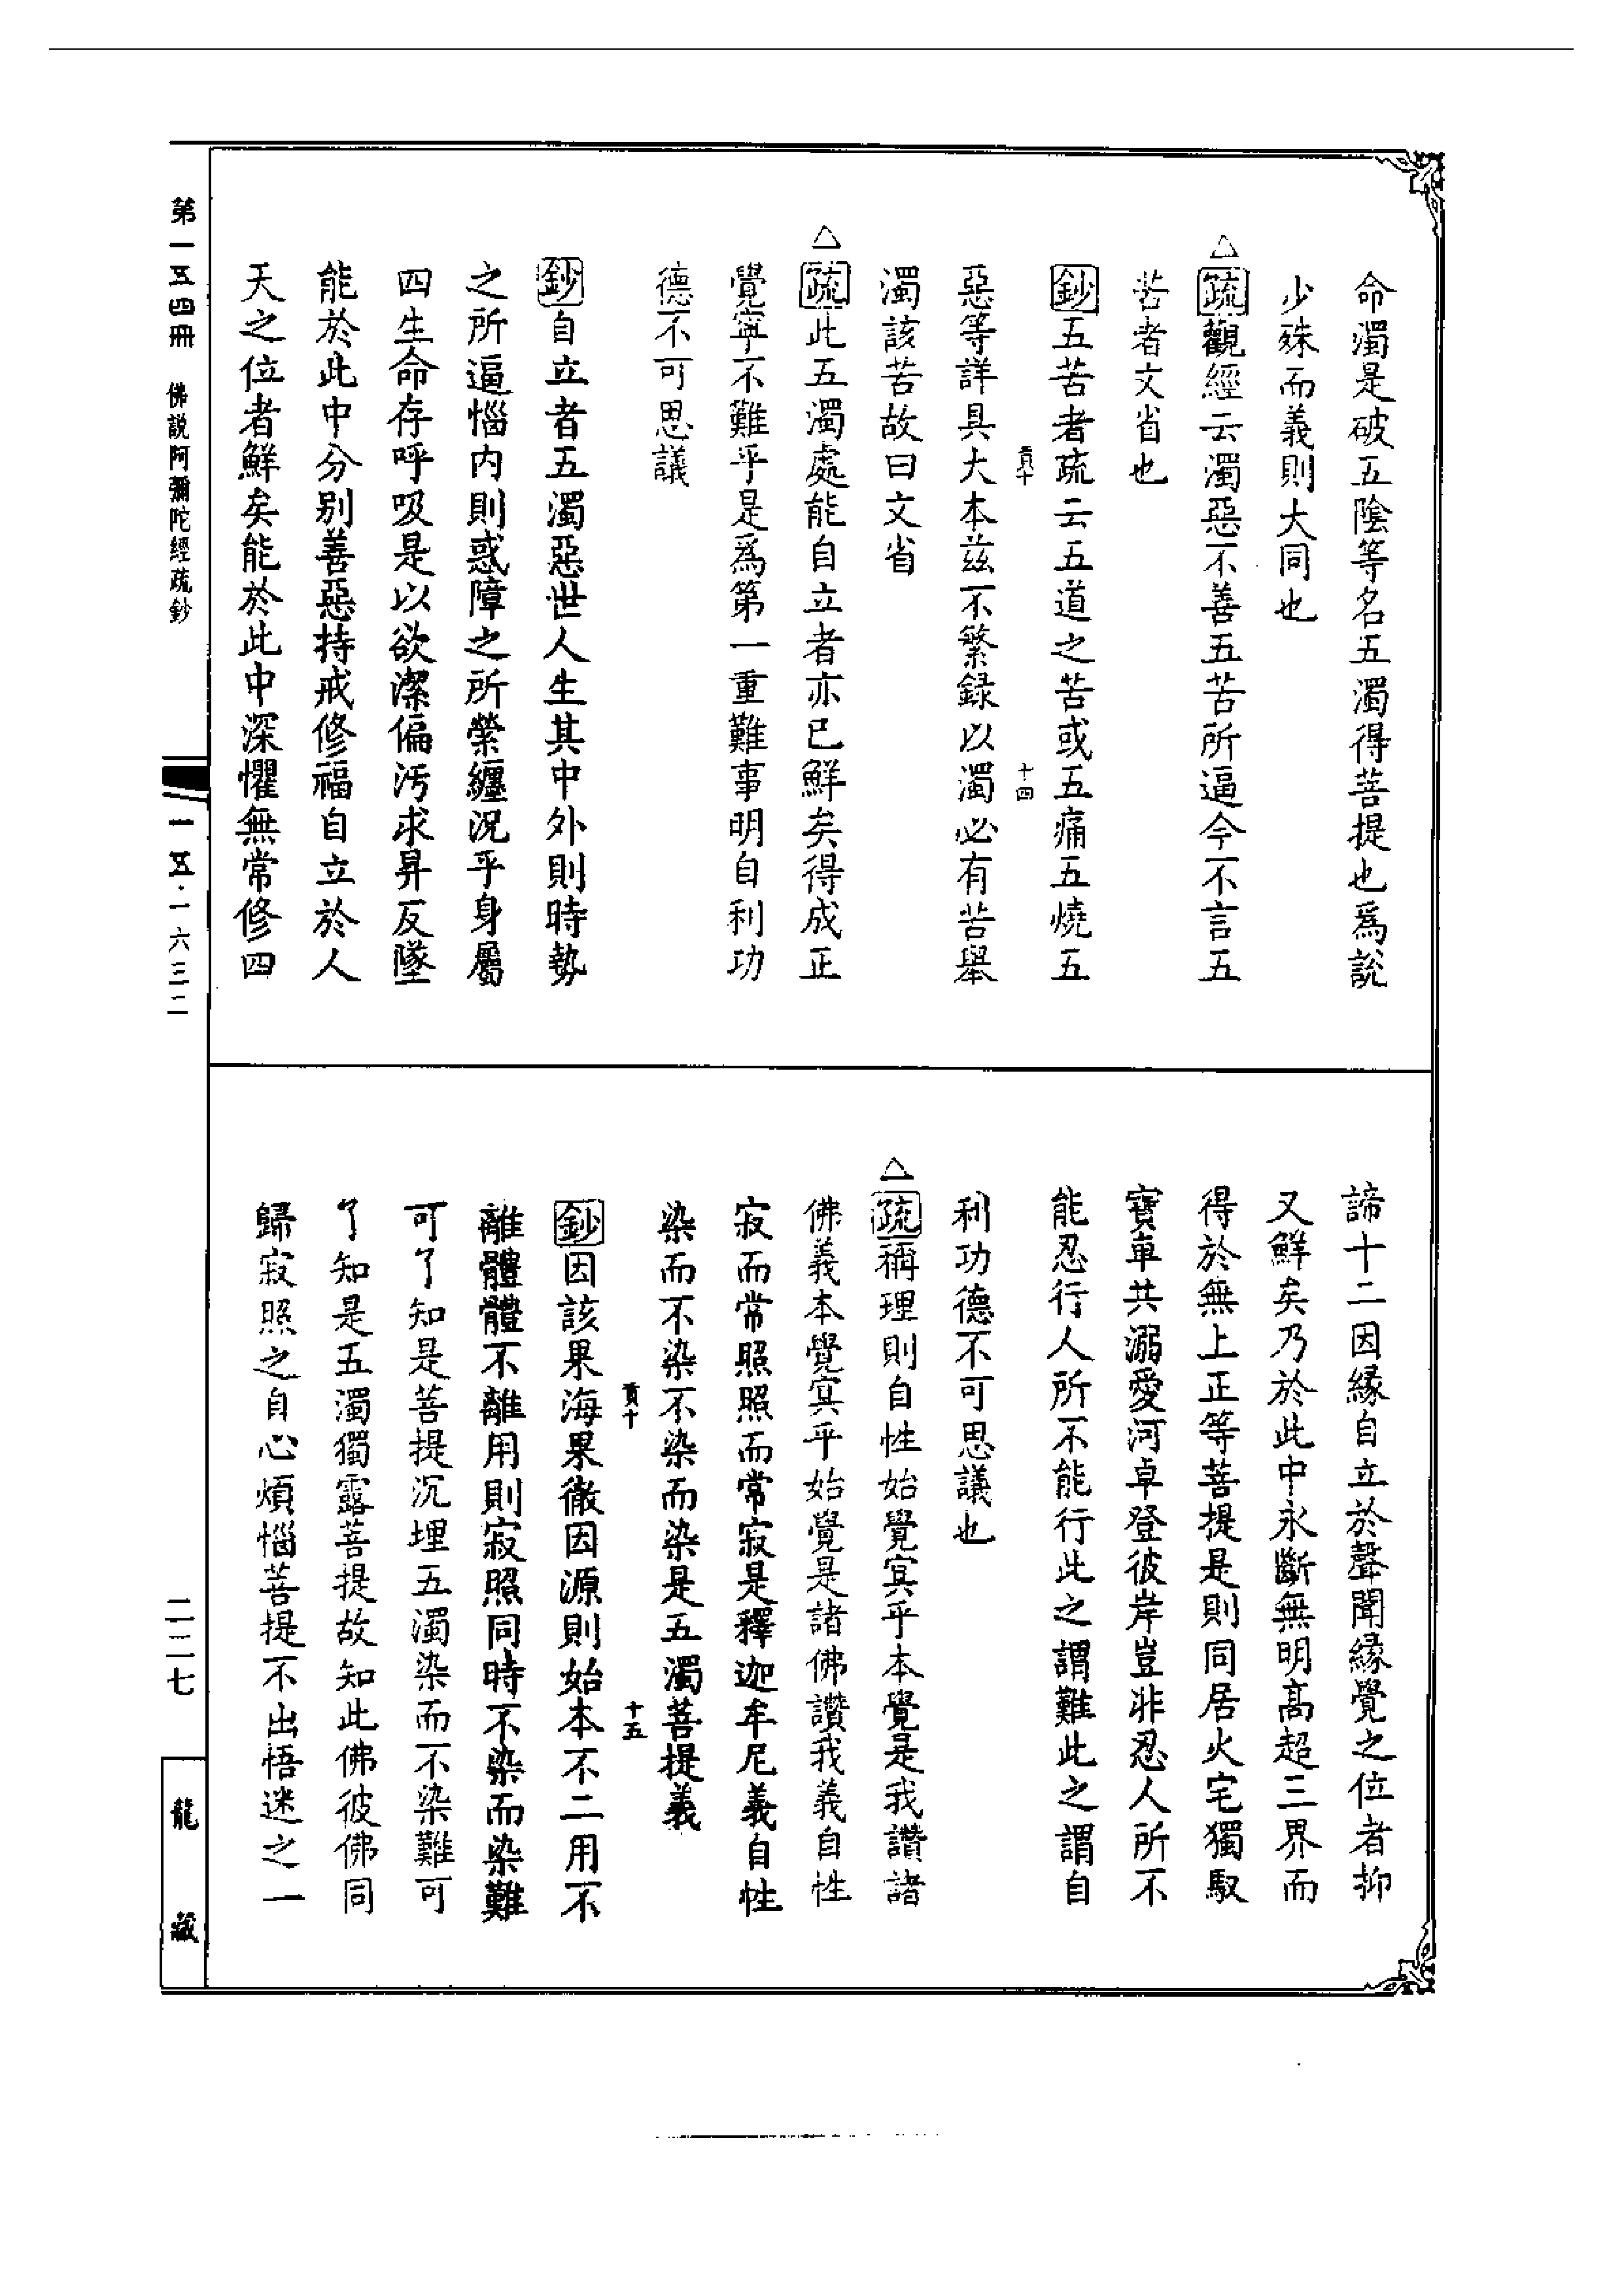 命濁是破五陰等名五濁得菩提也爲說
少殊而義則大同也
△疏觀經云濁惡不善五苦所逼今不言五
苦者文省也
鈔五苦者疏云五道之苦或五痛五燒五
貢十 十四
惡等詳具大本茲不繁録以濁必有苦舉
濁該苦故曰文省
△疏此五濁處能自立者亦已鮮矣得成正
覺寧不難乎是爲第一重難事明自利功
德不可思議
鈔自立者五濁惡世人生其中外則時勢
之所逼惱内則惑障之所縈纏況乎身屬
四生命存呼吸是以欲潔偏汚求昇反墜
能於此中分别善惡持戒修福自立於人
天之位者鮮矣能於此中深懼無常修四
諦十二因緣自立於聲聞緣覺之位者抑
又鮮矣乃於此中永斷無明高超三界而
得於無上正等菩提是則同居火宅獨馭
寶車共溺愛河卓登彼岸豈非忍人所不
能忍行人所不能行此之謂難此之謂自
利功德不可思議也
△疏稱理則自性始覺冥乎本覺是我讚諸
佛義本覺冥乎始覺是諸佛讚我義自性
寂而常照照而常寂是釋迦牟尼義自性
染而不染不染而染是五濁菩提義
貢十 十五
鈔因該果海果徹因源則始本不二用不
離體體不離用則寂照同時不染而染難
可了知是菩提沉埋五濁染而不染難可
了知是五濁獨露菩提故知此佛彼佛同
歸寂照之自心煩惱菩提不出悟迷之一
第一五四冊 佛説阿彌陀經疏鈔
一五·一六三二
二二七
龍藏